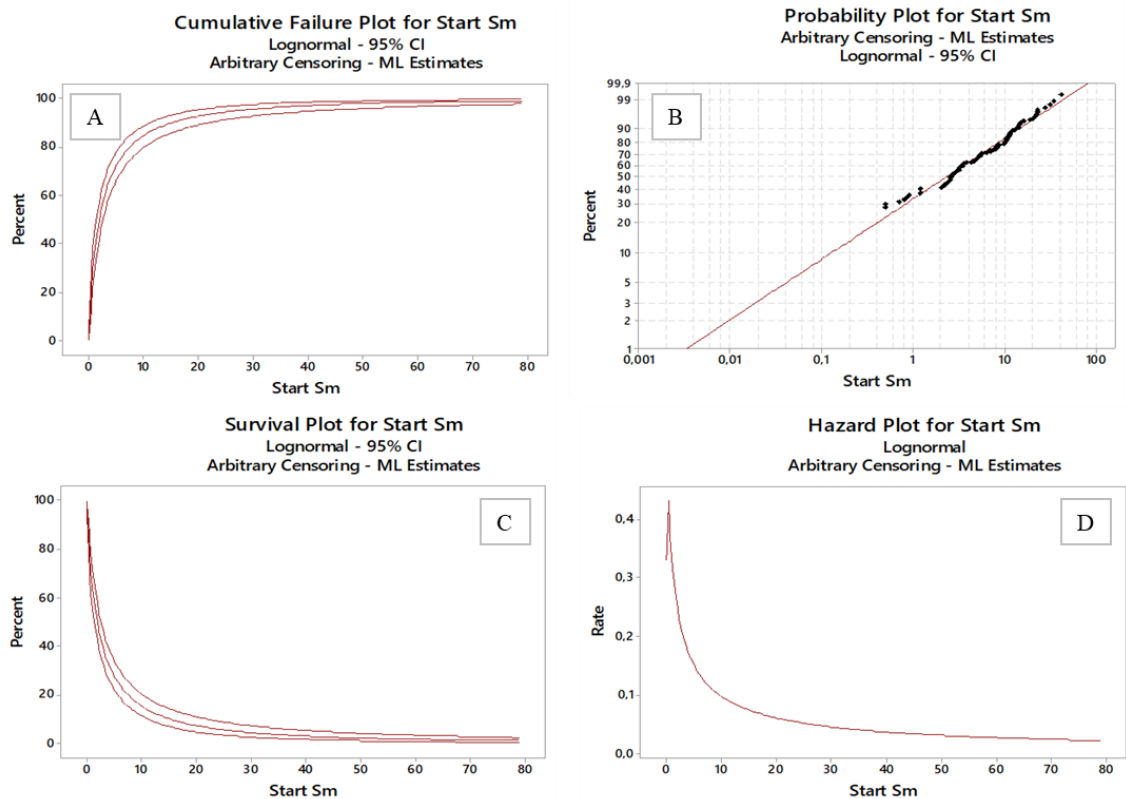 Cumulative Failure Plot for Start Sm
Lognormal - 95% CI
Arbitrary Censoring - ML Estimates
A
100
80
60
40
20
0
Percent
0 10 20 30 40 50 60 70 80
Start Sm
Probability Plot for Start Sm
Arbitrary Censoring - ML Estimates
Lognormal - 95% CI
B
99.9
99
90
80
70
60
50
40
30
20
10
5
3
2
1
Percent
0,001 0,01 0,1 1 10 100
Start Sm
Survival Plot for Start Sm
Lognormal - 95% CI
Arbitrary Censoring - ML Estimates
C
100
80
60
40
20
0
Percent
0 10 20 30 40 50 60 70 80
Start Sm
Hazard Plot for Start Sm
Lognormal
Arbitrary Censoring - ML Estimates
D
0,4
0,3
0,2
0,1
0,0
Rate
0 10 20 30 40 50 60 70 80
Start Sm